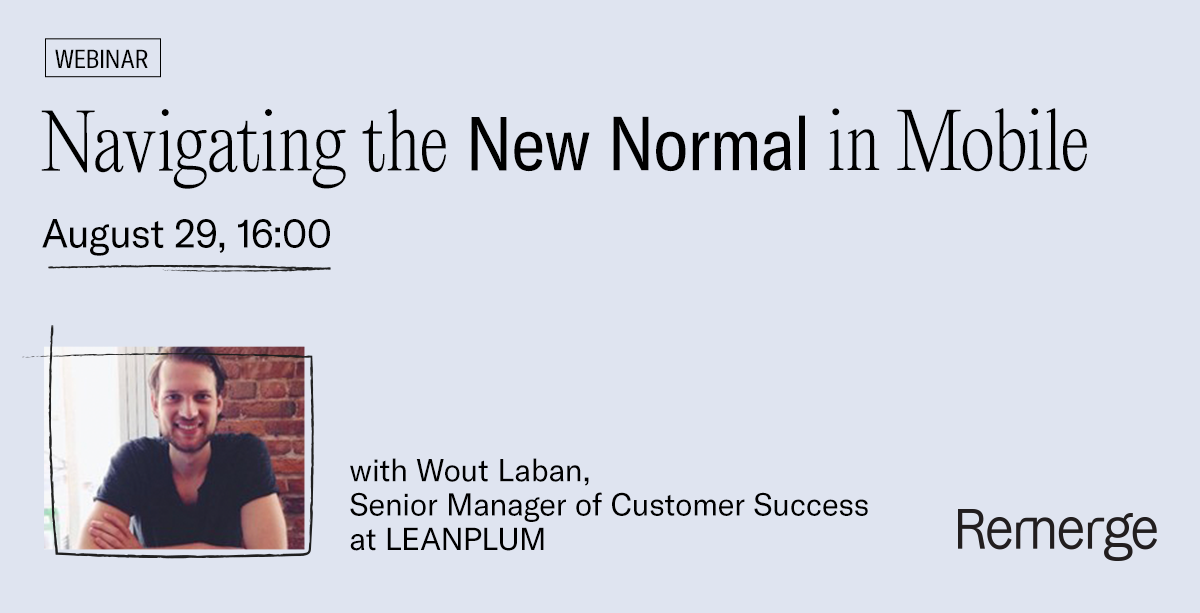 WEBINAR
Navigating the New Normal in Mobile
August 29, 16:00
with Wout Laban,
Senior Manager of Customer Success
at LEANPLUM
Remerge